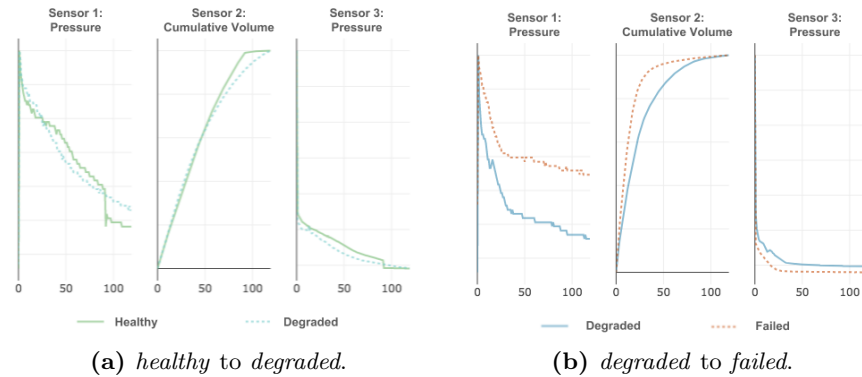 Sensor 1:
Pressure
Sensor 2:
Cumulative Volume
Sensor 3:
Pressure
0 50 100 0 50 100 0 50 100
Healthy Degraded
(a) healthy to degraded.
Sensor 1:
Pressure
Sensor 2:
Cumulative Volume
Sensor 3:
Pressure
0 50 100 0 50 100 0 50 100
Degraded Failed
(b) degraded to failed.